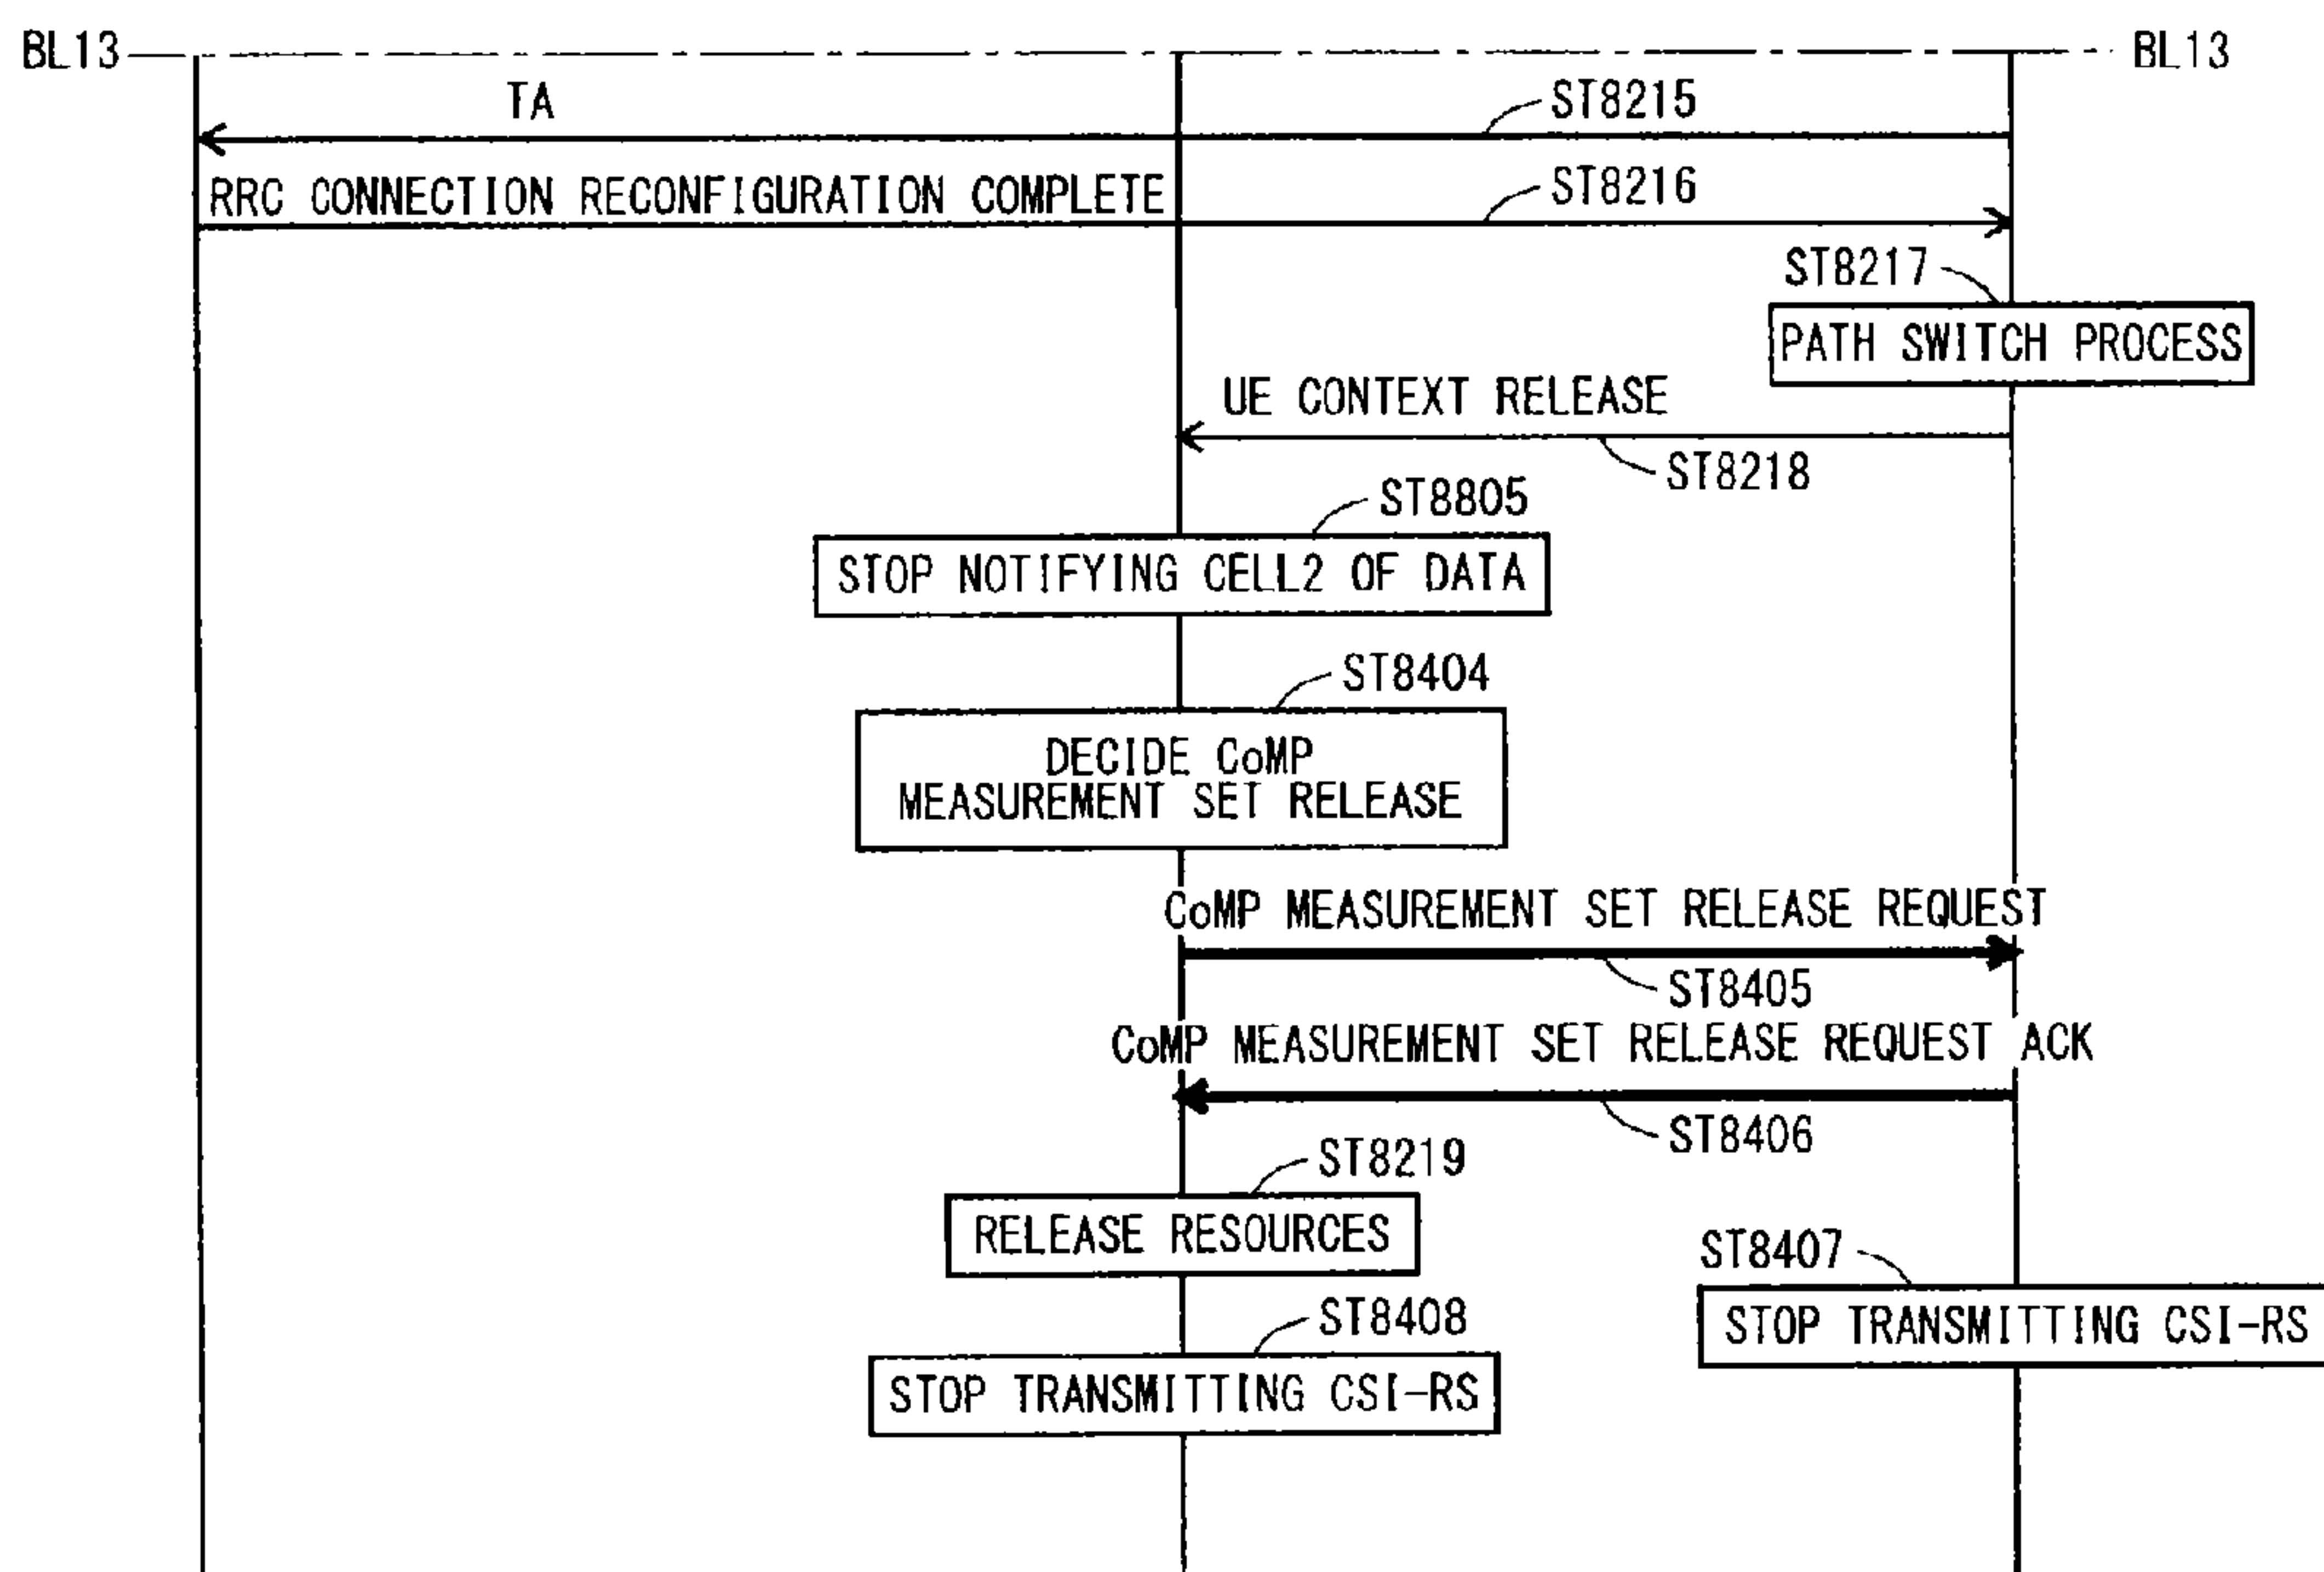 BL13
BL13
TA
ST8215
RRC CONNECTION RECONFIGURATION COMPLETE
ST8216
ST8217
PATH SWITCH PROCESS
UE CONTEXT RELEASE
ST8218
ST8805
STOP NOTIFYING CELL2 OF DATA
ST8404
DECIDE CoMP
MEASUREMENT SET RELEASE
CoMP MEASUREMENT SET RELEASE REQUEST
ST8405
CoMP MEASUREMENT SET RELEASE REQUEST ACK
ST8406
ST8219
RELEASE RESOURCES
ST8407
STOP TRANSMITTING CSI-RS
ST8408
STOP TRANSMITTING CSI-RS